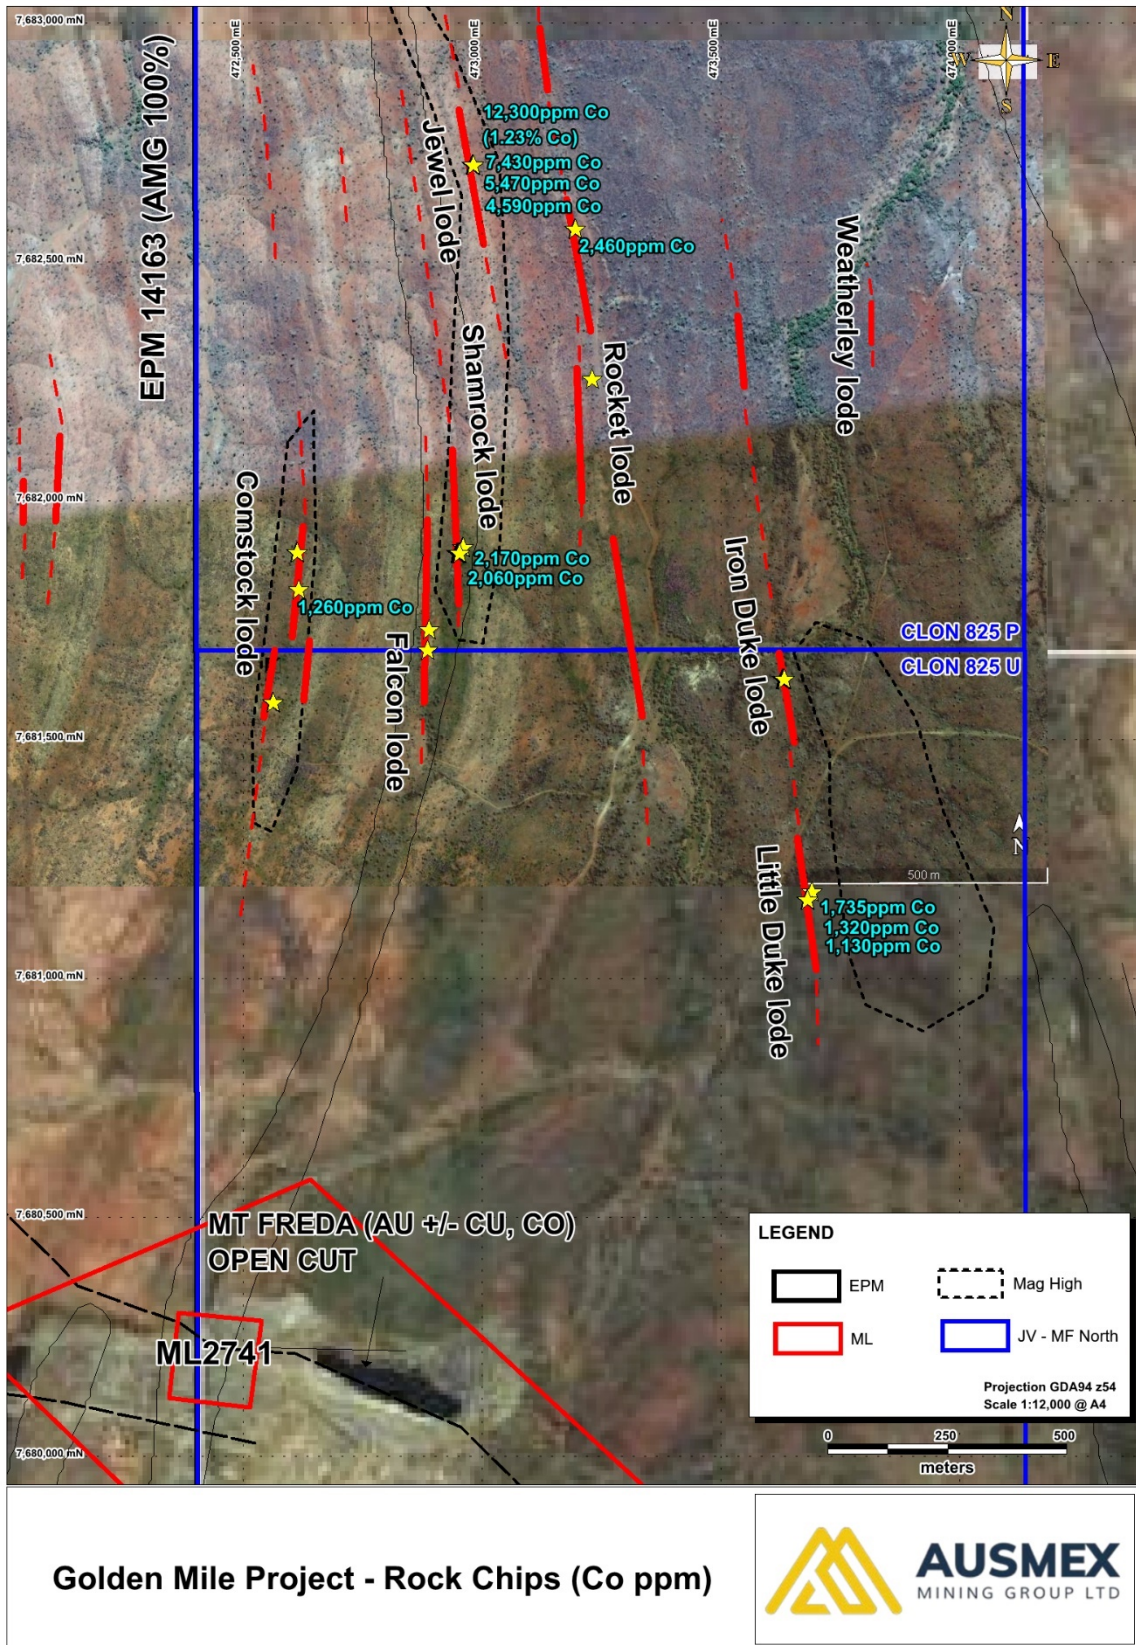 7,683,000 mN
472,500 mE
473,000 mE
473,500 mE
474,000 mE
N
W
E
S
EPM 14163 (AMG 100%)
Jewel lode
12,300ppm Co
(1.23% Co)
7,430ppm Co
5,470ppm Co
4,590ppm Co
2,460ppm Co
7,682,500 mN
Weatherley lode
Shamrock lode
Rocket lode
7,682,000 mN
Comstock lode
2,170ppm Co
2,060ppm Co
1,260ppm Co
Iron Duke lode
Falcon lode
CLON 825 P
CLON 825 U
7,681,500 mN
N
500 m
Little Duke lode
1,735ppm Co
1,320ppm Co
1,130ppm Co
7,681,000 mN
7,680,500 mN
MT FREDA (AU +/- CU, CO)
OPEN CUT
ML2741
7,680,000 mN
LEGEND
EPM
Mag High
ML
JV - MF North
Projection GDA94 z54
Scale 1:12,000 @ A4
0 250 500
meters
Golden Mile Project - Rock Chips (Co ppm)
AUSMEX
MINING GROUP LTD